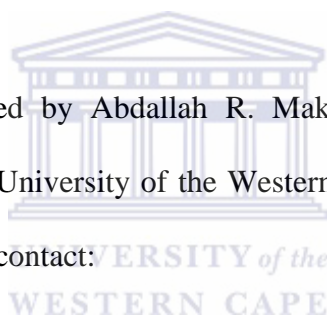 ed by Abdallah R. Mak
University of the Western
contact:
UNIVERSITY of the
WESTERN CAPE